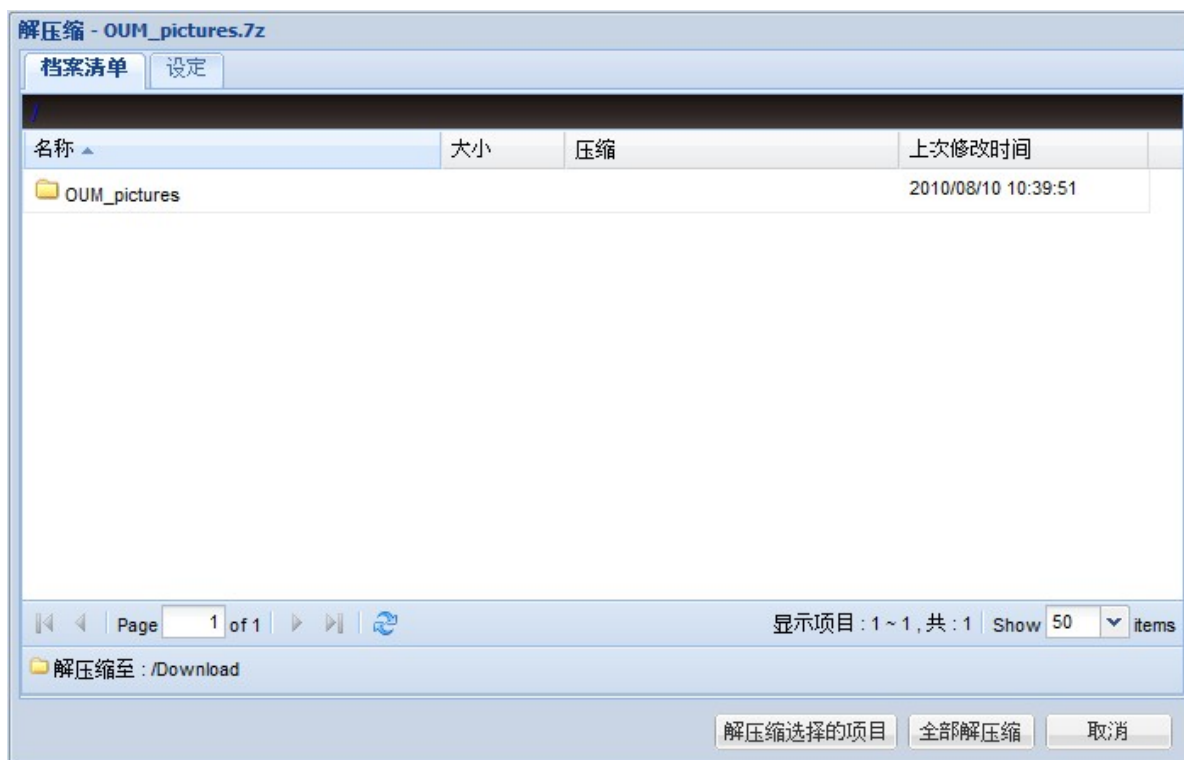 解压缩 - OUM_pictures.7z
档案清单 设定
/
名称 大小 压缩 上次修改时间
OUM_pictures 2010/08/10 10:39:51
Page 1 of 1 显示项目 : 1 ~ 1 , 共 : 1 Show 50 items
解压缩至 : /Download
解压缩选择的项目 全部解压缩 取消